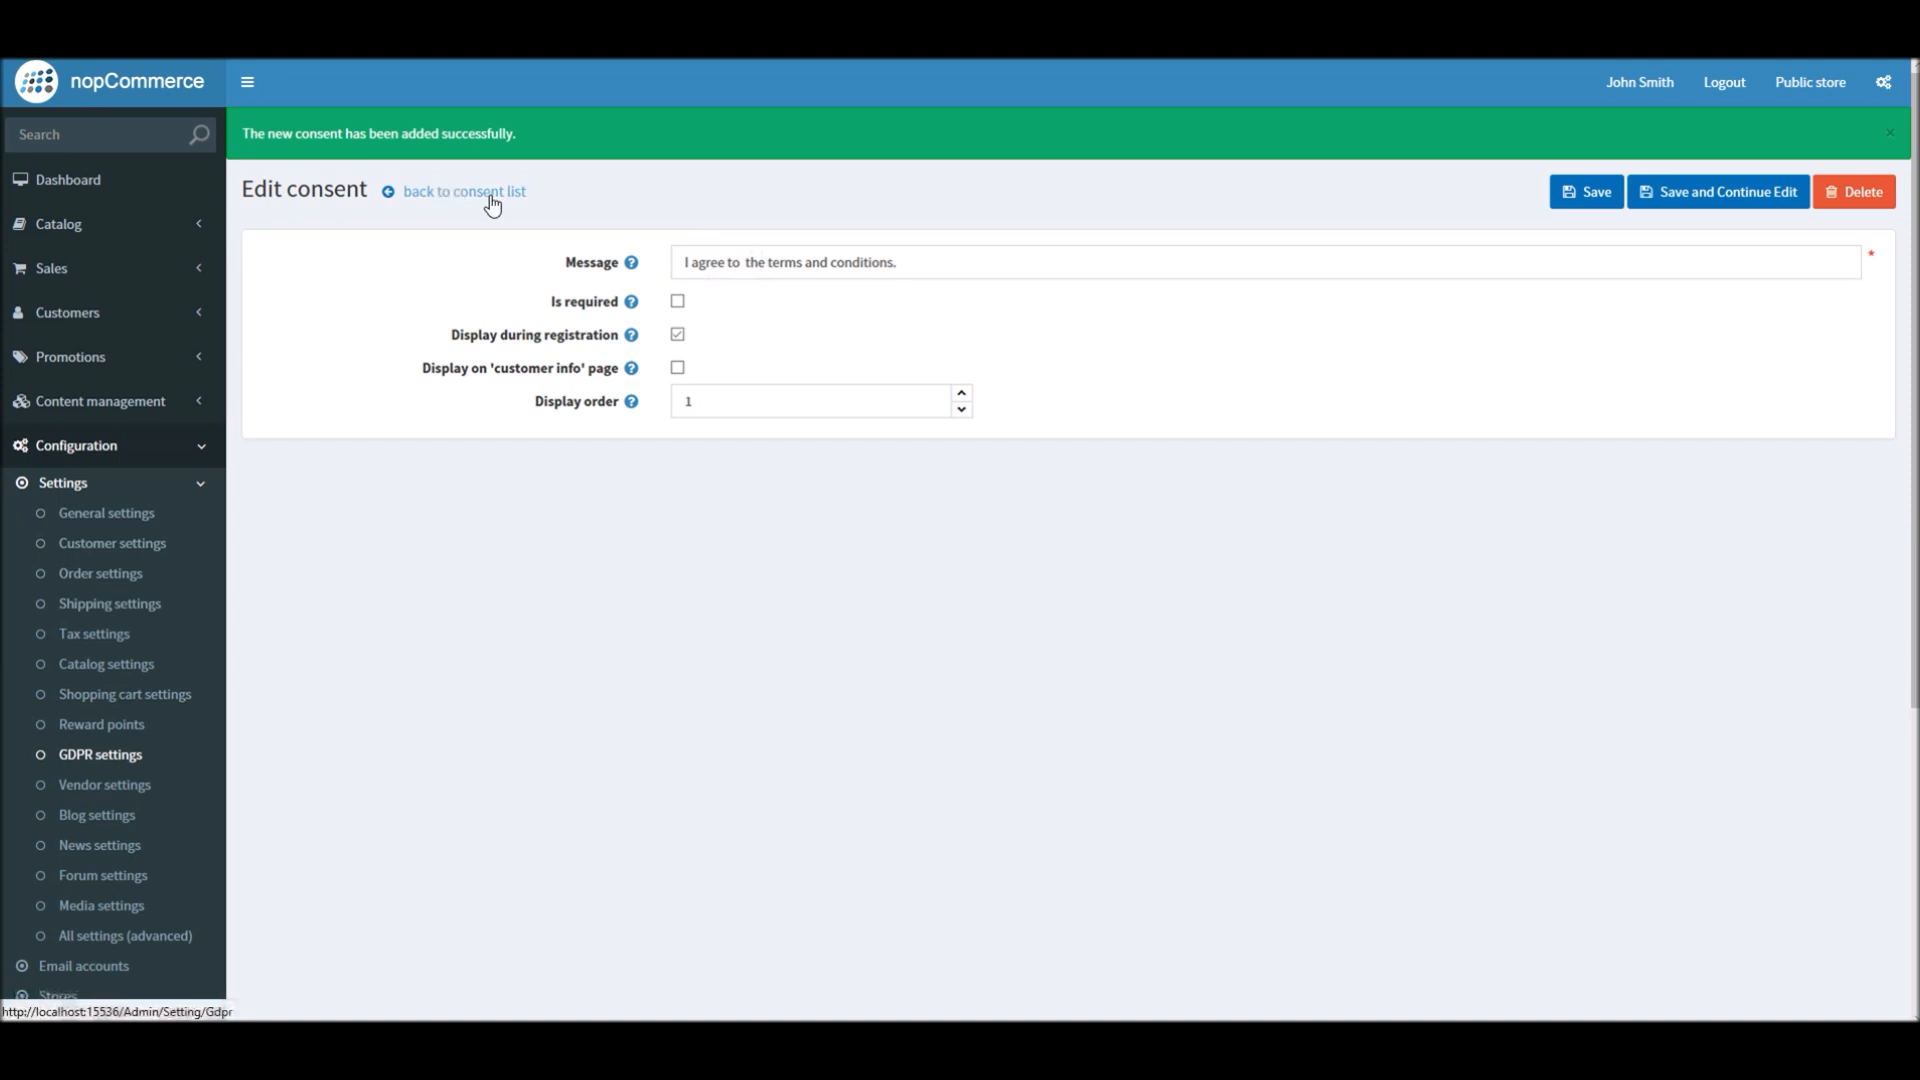 nopCommerce
John Smith
Logout
Public store
Search
The new consent has been added successfully.
×
Dashboard
Catalog
Sales
Customers
Promotions
Content management
Configuration
Settings
General settings
Customer settings
Order settings
Shipping settings
Tax settings
Catalog settings
Shopping cart settings
Reward points
GDPR settings
Vendor settings
Blog settings
News settings
Forum settings
Media settings
All settings (advanced)
Email accounts
Stores
http://localhost:15536/Admin/Setting/Gdpr
Edit consent back to consent list
Save
Save and Continue Edit
Delete
Message ? I agree to the terms and conditions. *
Is required ?
Display during registration ?
Display on 'customer info' page ?
Display order ? 1